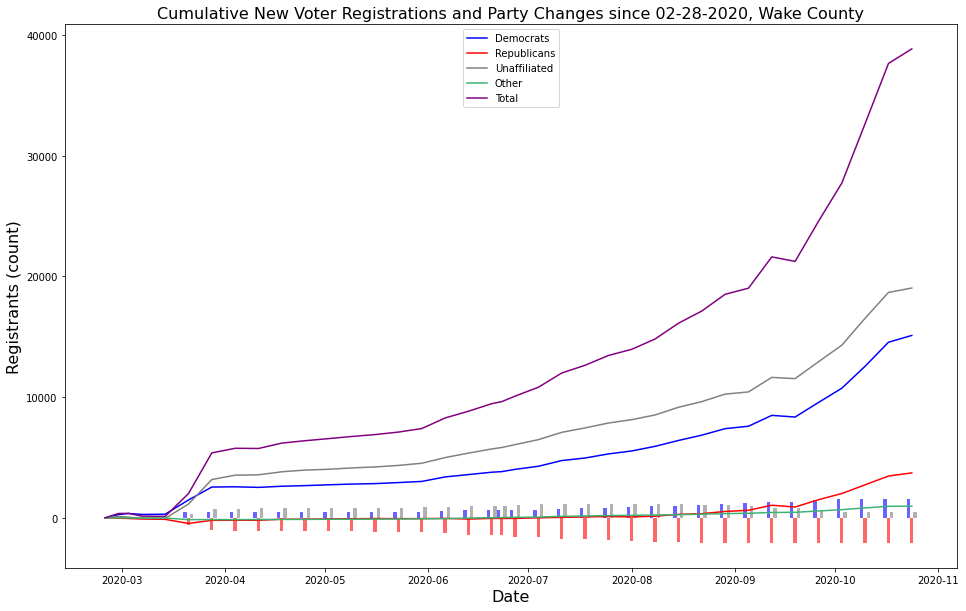 Cumulative New Voter Registrations and Party Changes since 02-28-2020, Wake County
Democrats
Republicans
Unaffiliated
Other
Total
Registrants (count)
40000
30000
20000
10000
0
2020-03
2020-04
2020-05
2020-06
2020-07
2020-08
2020-09
2020-10
2020-11
Date